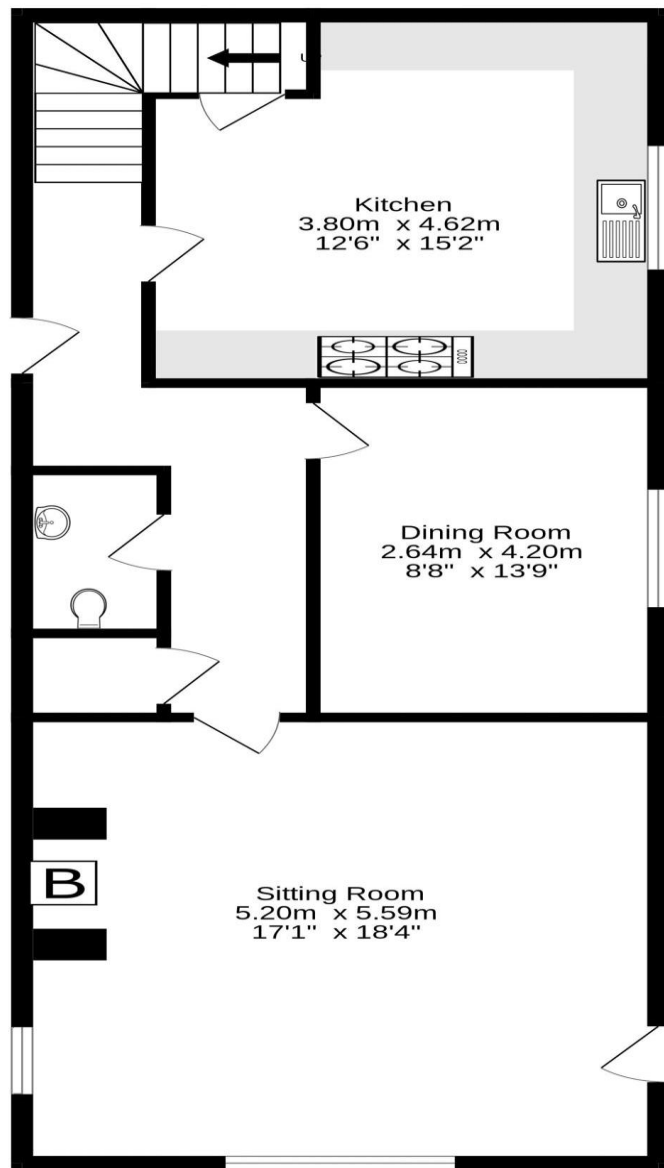 Kitchen
3.80m x 4.62m
12'6" x 15'2"
Dining Room
2.64m x 4.20m
8'8" x 13'9"
B
Sitting Room
5.20m x 5.59m
17'1" x 18'4"